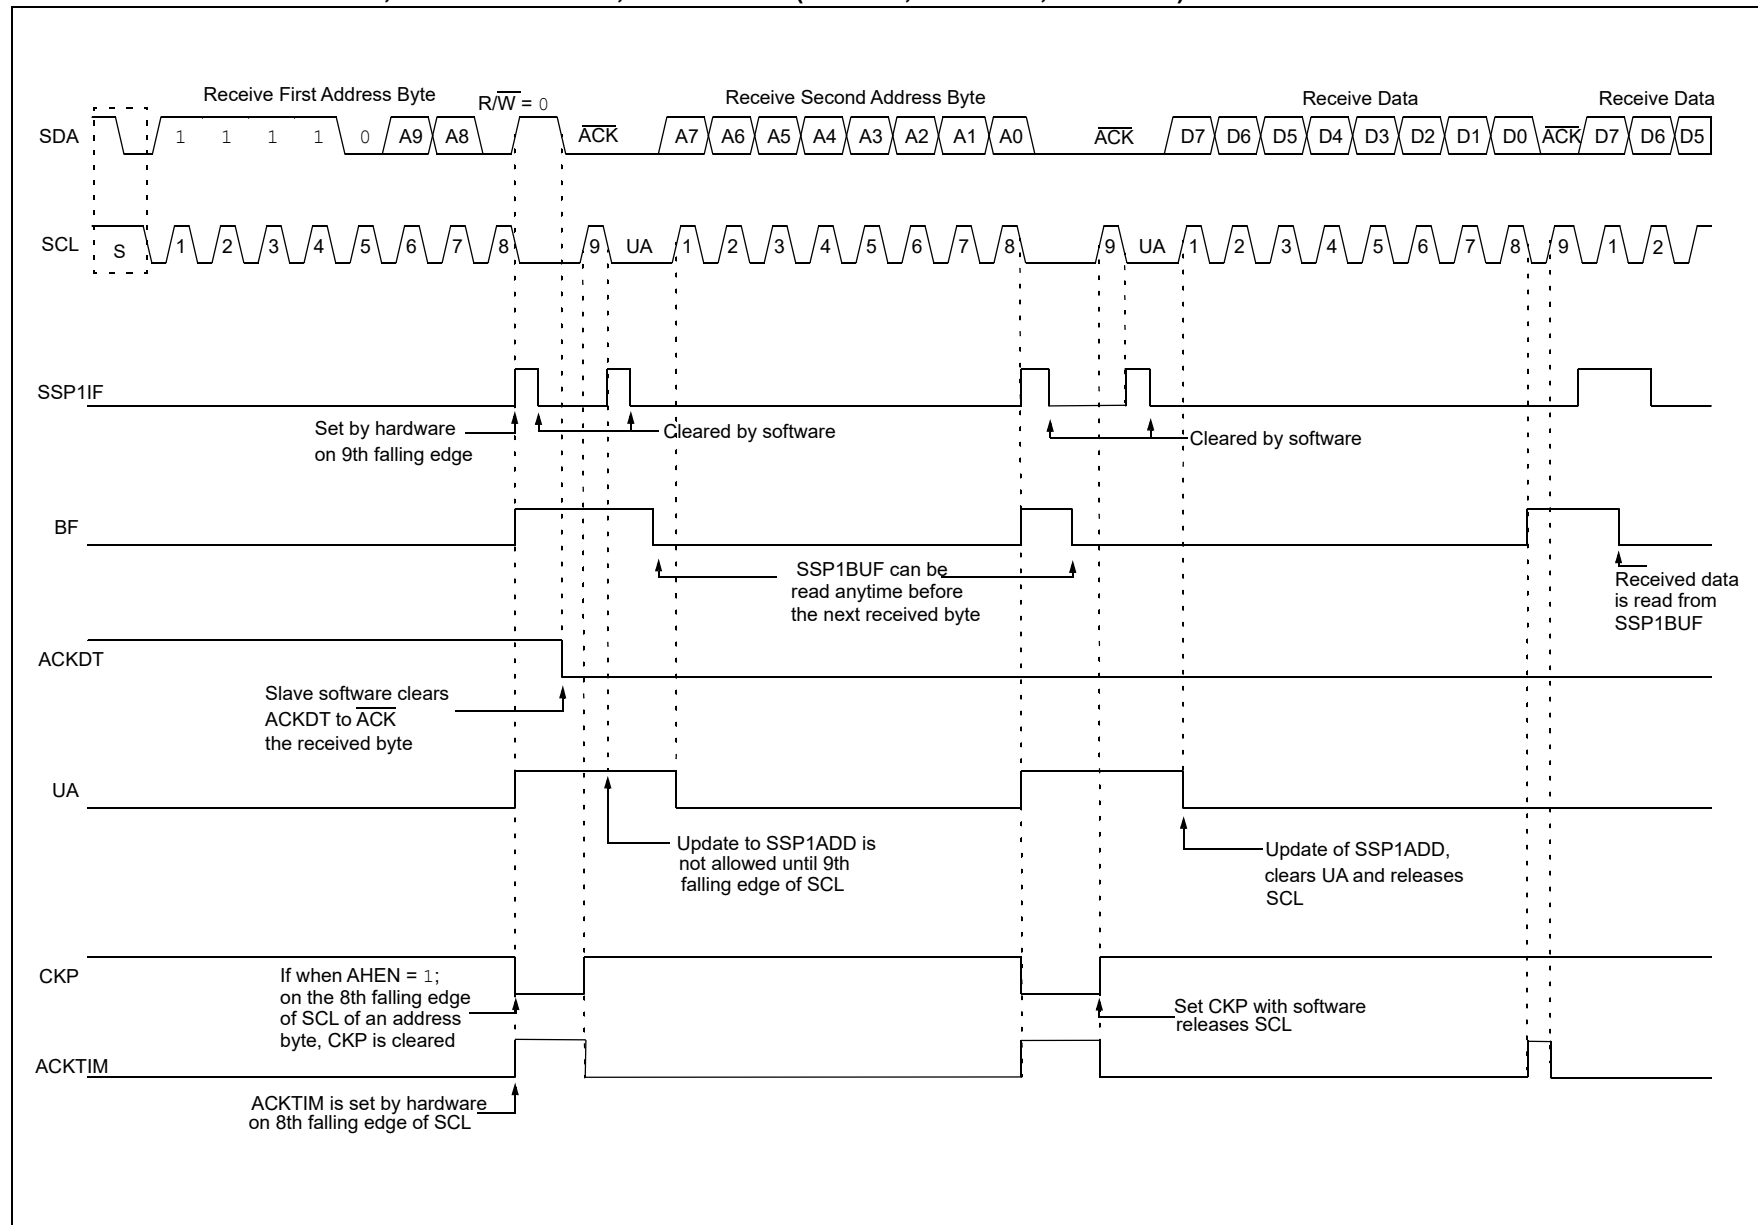 Receive First Address Byte
R/W = 0
Receive Second Address Byte
Receive Data
Receive Data
SDA
1 1 1 1 0 A9 A8
ACK
A7 A6 A5 A4 A3 A2 A1 A0
ACK
D7 D6 D5 D4 D3 D2 D1 D0
ACK
D7 D6 D5
SCL
S
1 2 3 4 5 6 7 8
9
UA
1 2 3 4 5 6 7 8
9
UA
1 2 3 4 5 6 7 8
9
1 2
SSP1IF
Set by hardware
on 9th falling edge
Cleared by software
Cleared by software
BF
SSP1BUF can be
read anytime before
the next received byte
Received data
is read from
SSP1BUF
ACKDT
Slave software clears
ACKDT to ACK
the received byte
UA
Update to SSP1ADD is
not allowed until 9th
falling edge of SCL
Update of SSP1ADD,
clears UA and releases
SCL
CKP
If when AHEN = 1;
on the 8th falling edge
of SCL of an address
byte, CKP is cleared
Set CKP with software
releases SCL
ACKTIM
ACKTIM is set by hardware
on 8th falling edge of SCL